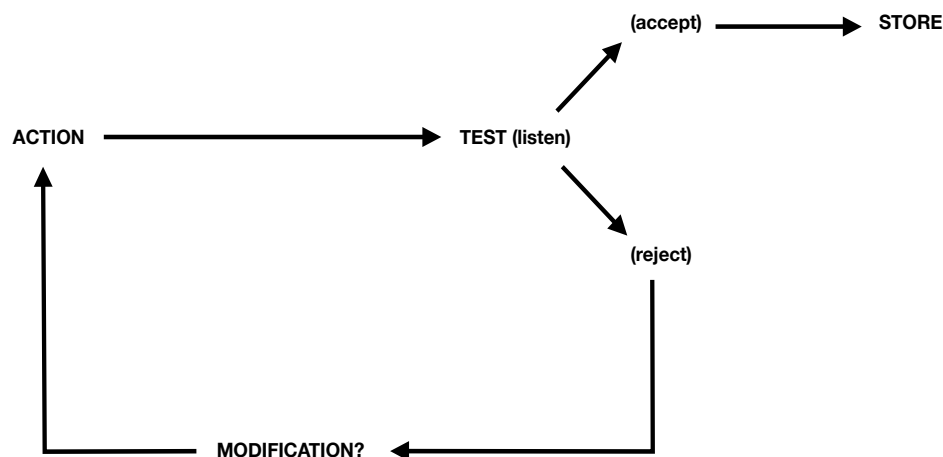 (accept)
STORE
ACTION
TEST (listen)
(reject)
MODIFICATION?